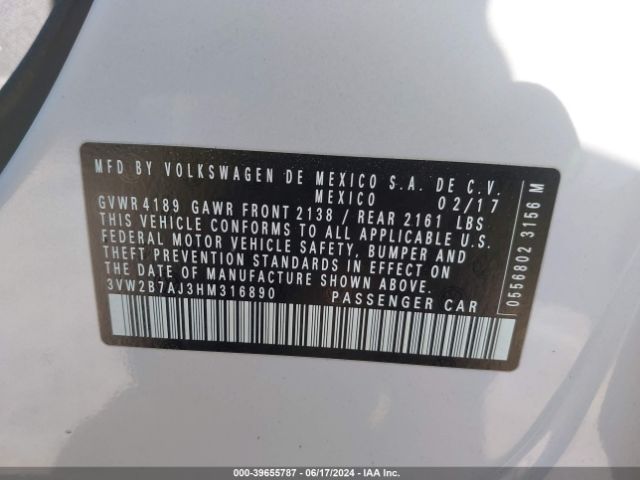 MFD BY VOLKSWAGEN DE MEXICO S.A. DE C.V.
MEXICO 02/17
GVWR 4189 GAWR FRONT 2138 / REAR 2161 LBS
THIS VEHICLE CONFORMS TO ALL APPLICABLE U.S.
FEDERAL MOTOR VEHICLE SAFETY, BUMPER AND
THEFT PREVENTION STANDARDS IN EFFECT ON
THE DATE OF MANUFACTURE SHOWN ABOVE.
3VW2B7AJ3HM316890 PASSENGER CAR
0556802 3156 M
000-39655787 - 06/17/2024 - IAA Inc. copart